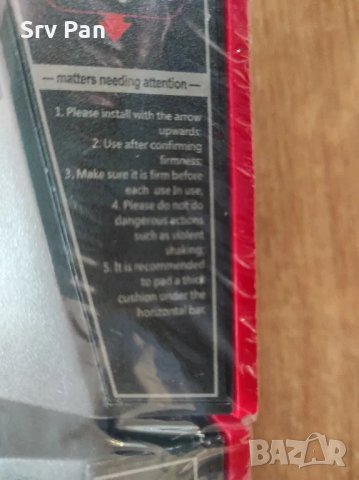 Srv Pan
matters needing attention
1. Please install with the arrow
upwards;
2. Use after confirming
firmness;
3. Make sure it is firm before
each use In use,
4. Please do not do
dangerous actions
such as violent
shaking;
5. It is recommended
to pad a thick
cushion under the
horizontal bar.
BAZAR